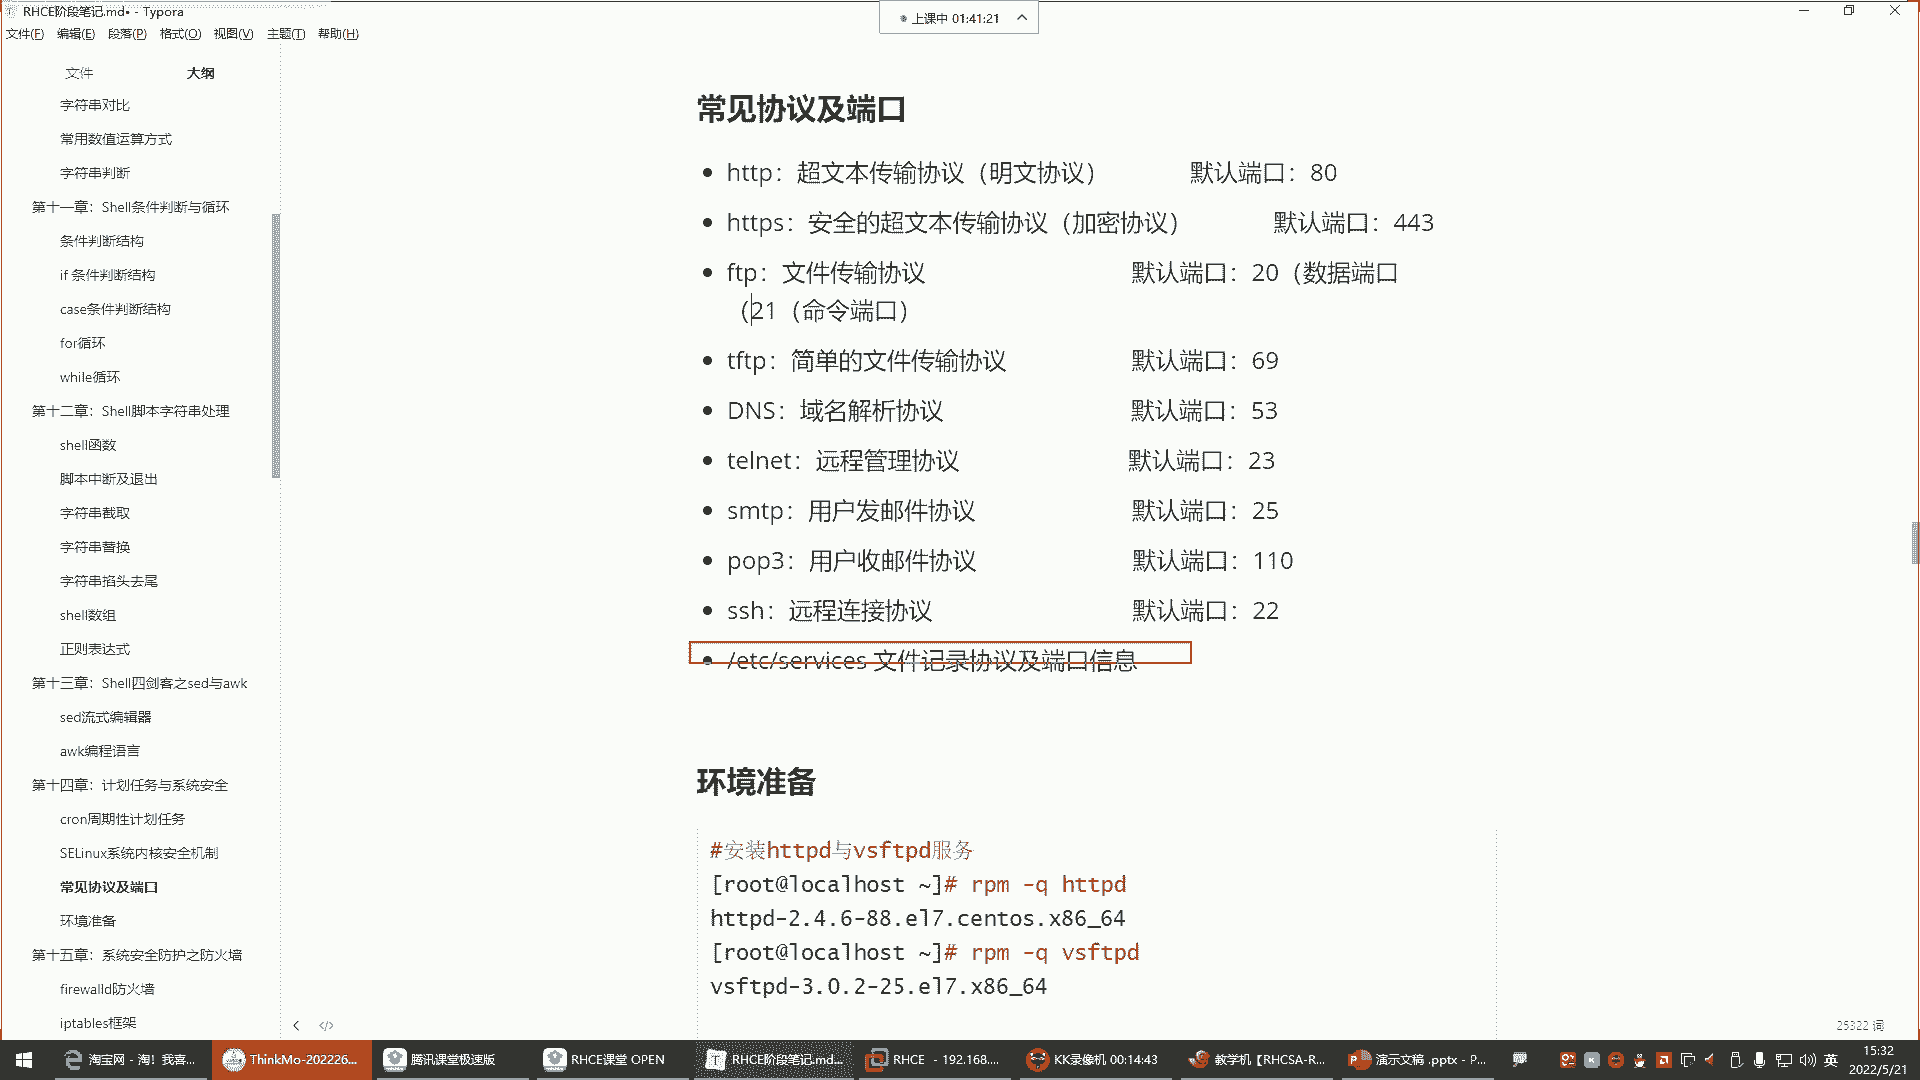 RHCE阶段笔记.md• - Typora
上课中 01:41:21
文件(F) 编辑(E) 段落(P) 格式(O) 视图(V) 主题(T) 帮助(H)
文件 大纲
字符串对比
常用数值运算方式
字符串判断
第十一章：Shell条件判断与循环
条件判断结构
if 条件判断结构
case条件判断结构
for循环
while循环
第十二章：Shell脚本字符串处理
shell函数
脚本中断及退出
字符串截取
字符串替换
字符串掐头去尾
shell数组
正则表达式
第十三章：Shell四剑客之sed与awk
sed流式编辑器
awk编程语言
第十四章：计划任务与系统安全
cron周期性计划任务
SELinux系统内核安全机制
常见协议及端口
环境准备
第十五章：系统安全防护之防火墙
firewalld防火墙
iptables框架
常见协议及端口
http：超文本传输协议（明文协议） 默认端口：80
https：安全的超文本传输协议（加密协议） 默认端口：443
ftp：文件传输协议 默认端口：20（数据端口
（21（命令端口）
tftp：简单的文件传输协议 默认端口：69
DNS：域名解析协议 默认端口：53
telnet：远程管理协议 默认端口：23
smtp：用户发邮件协议 默认端口：25
pop3：用户收邮件协议 默认端口：110
ssh：远程连接协议 默认端口：22
/etc/services 文件记录协议及端口信息
环境准备
#安装httpd与vsftpd服务
[root@localhost ~]# rpm -q httpd
httpd-2.4.6-88.el7.centos.x86_64
[root@localhost ~]# rpm -q vsftpd
vsftpd-3.0.2-25.el7.x86_64
25322 词
淘宝网 - 淘！我喜... ThinkMo-202226... 腾讯课堂极速版 RHCE课堂 OPEN RHCE阶段笔记.md... RHCE - 192.168.... KK录像机 00:14:43 教学机【RHCSA-R... 演示文稿 .pptx - P... 英
15:32
2022/5/21